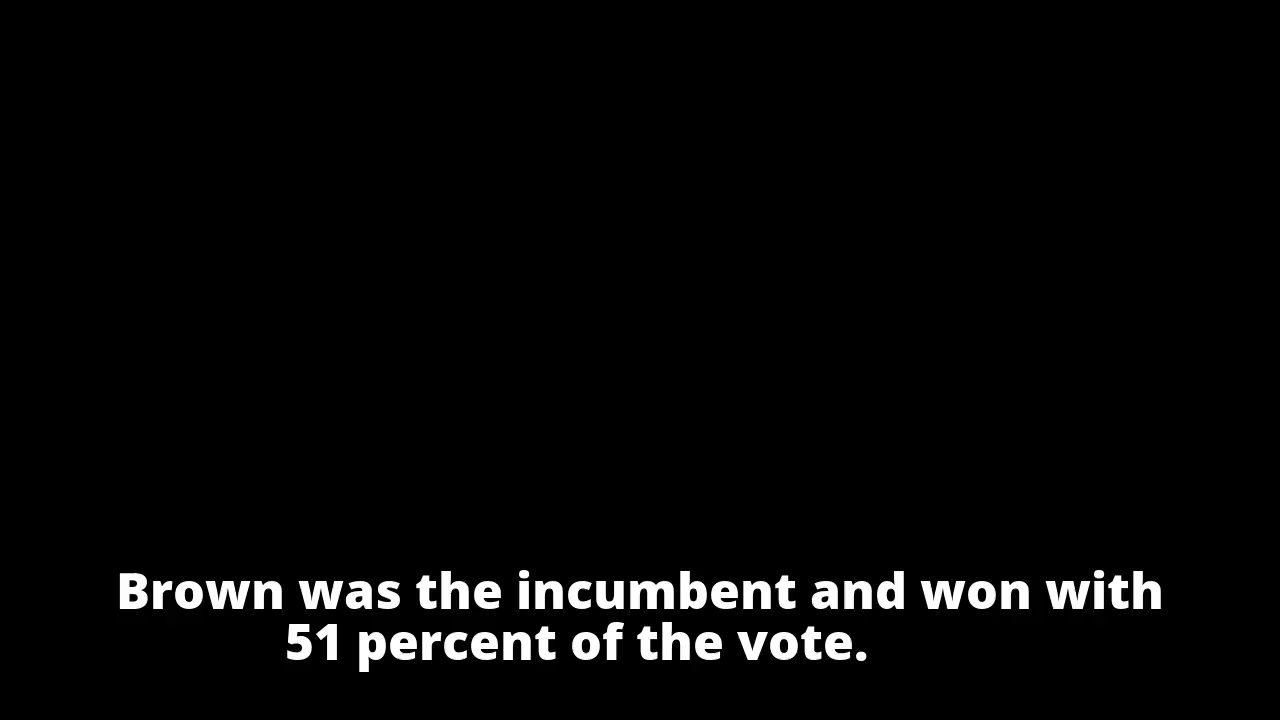 Brown was the incumbent and won with
51 percent of the vote.